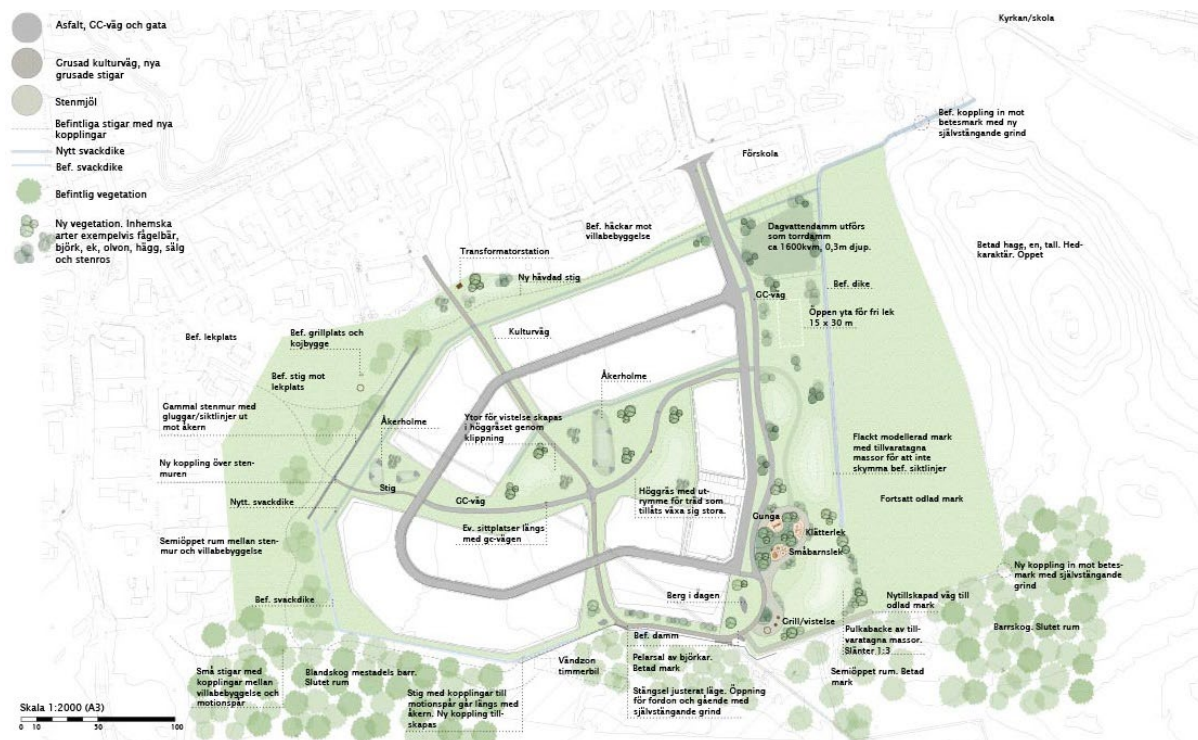 Asfalt, GC-väg och gata
Grusad kulturväg, nya
grusade stigar
Stenmjöl
Befintliga stigar med nya
kopplingar
Nytt svackdike
Bef. svackdike
Befintlig vegetation
Ny vegetation. Inhemska
arter exempelvis fågelbär,
björk, ek, olvon, hägg, sälg
och stenros
Kyrkan/skola
Bef. koppling in mot
betesmark med ny
självstängande grind
Förskola
Bef. häckar mot
villabebyggelse
Dagvattendamm utförs
som torrdamm
ca 1600kvm, 0,3m djup.
Betad hage, en, tall. Hed-
karaktär. Öppet
Transformatorstation
Ny hävdad stig
Bef. dike
GC-väg
Öppen yta för fri lek
15 x 30 m
Kulturväg
Bef. grillplats och
kojbygge
Bef. lekplats
Bef. stig mot
lekplats
Åkerholme
Gammal stenmur med
gluggar/siktlinjer ut
mot åkern
Åkerholme
Ytor för vistelse skapas
i höggräset genom
klippning
Flackt modellerad mark
med tillvaratagna
massor för att inte
skymma bef. siktlinjer
Ny koppling över sten-
muren
Stig
GC-väg
Höggräs med ut-
rymme för träd som
tillåts växa sig stora.
Fortsatt odlad mark
Nytt. svackdike
Gunga
Klätterlek
Ev. sittplatser längs
med gc-vägen
Småbarnslek
Semiöppet rum mellan sten-
mur och villabebyggelse
Ny koppling in mot betes-
mark med självstängande
grind
Bef. svackdike
Berg i dagen
Nytillskapad väg till
odlad mark
Grill/vistelse
Barrskog. Slutet rum
Bef. damm
Pulkabacke av till-
varatagna massor.
Slänter 1:3
Små stigar med
kopplingar mellan
villabebyggelse och
motionspår
Blandskog mestadels barr.
Slutet rum
Vändzon
timmerbil
Pelarsal av björkar.
Betad mark
Semiöppet rum. Betad
mark
Stig med kopplingar till
motionspår går längs med
åkern. Ny koppling till-
skapas
Stängsel justerat läge. Öppning
för fordon och gående med
självstängande grind
Skala 1:2000 (A3)
0 10 50 100